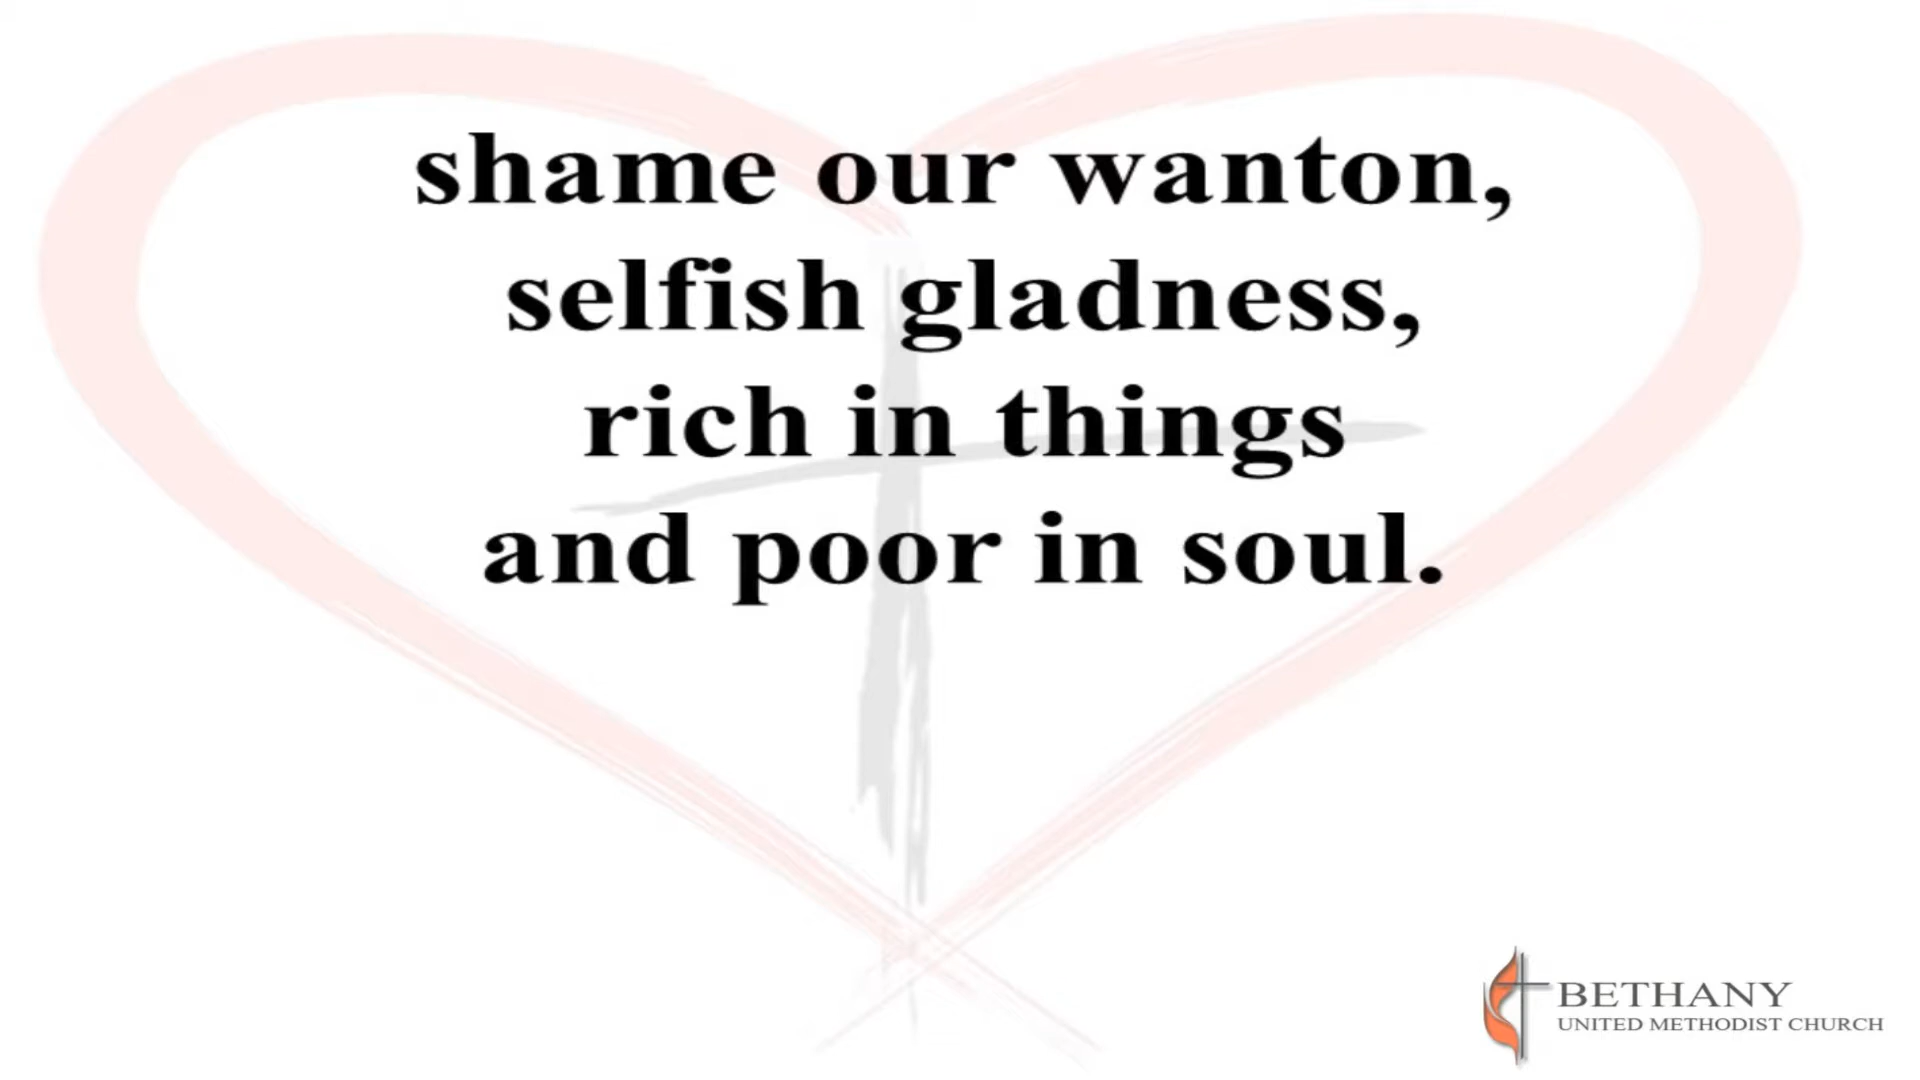 shame our wanton,
selfish gladness,
rich in things
and poor in soul.
BETHANY
UNITED METHODIST CHURCH